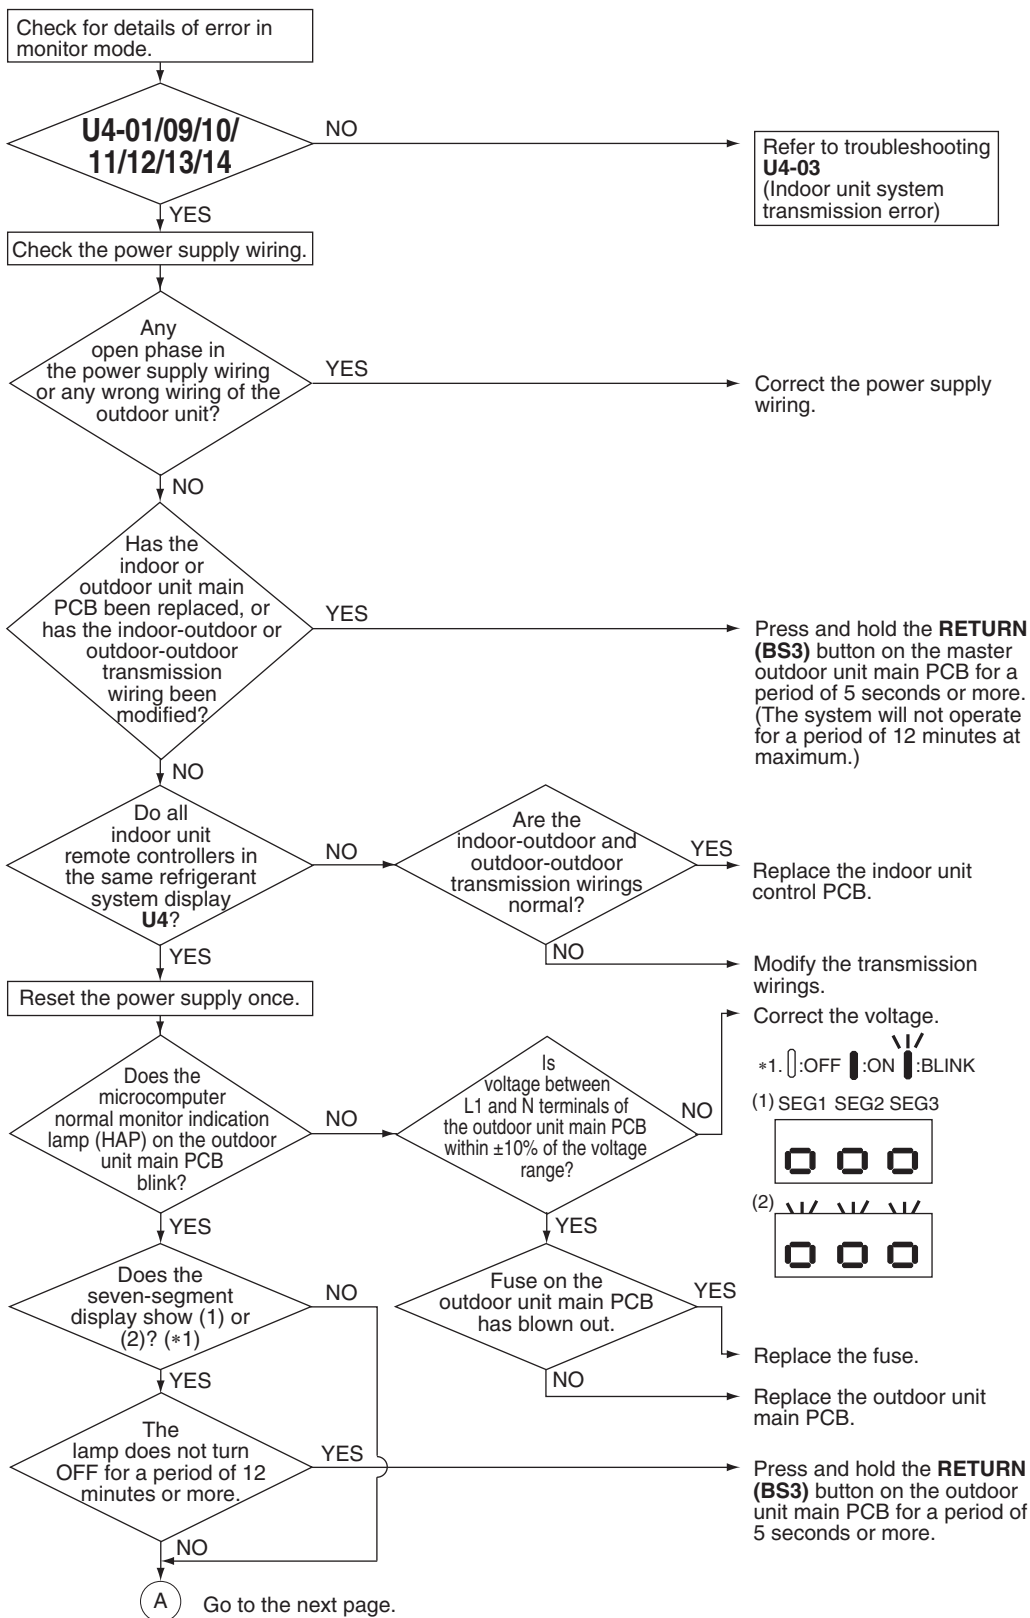 Check for details of error in
monitor mode.
U4-01/09/10/
11/12/13/14
NO
Refer to troubleshooting
U4-03
(Indoor unit system
transmission error)
YES
Check the power supply wiring.
Any
open phase in
the power supply wiring
or any wrong wiring of the
outdoor unit?
YES
Correct the power supply
wiring.
NO
Has the
indoor or
outdoor unit main
PCB been replaced, or
has the indoor-outdoor or
outdoor-outdoor
transmission
wiring been
modified?
YES
Press and hold the RETURN
(BS3) button on the master
outdoor unit main PCB for a
period of 5 seconds or more.
(The system will not operate
for a period of 12 minutes at
maximum.)
NO
Do all
indoor unit
remote controllers in
the same refrigerant
system display
U4?
NO
Are the
indoor-outdoor and
outdoor-outdoor
transmission wirings
normal?
YES
Replace the indoor unit
control PCB.
NO
Modify the transmission
wirings.
YES
Reset the power supply once.
Does the
microcomputer
normal monitor indication
lamp (HAP) on the outdoor
unit main PCB
blink?
NO
Is
voltage between
L1 and N terminals of
the outdoor unit main PCB
within ±10% of the voltage
range?
NO
Correct the voltage.
*1. :OFF :ON :BLINK
(1) SEG1 SEG2 SEG3
(2)
YES
YES
Does the
seven-segment
display show (1) or
(2)? (*1)
NO
Fuse on the
outdoor unit main PCB
has blown out.
YES
Replace the fuse.
NO
Replace the outdoor unit
main PCB.
YES
The
lamp does not turn
OFF for a period of 12
minutes or more.
YES
Press and hold the RETURN
(BS3) button on the outdoor
unit main PCB for a period of
5 seconds or more.
NO
A
Go to the next page.